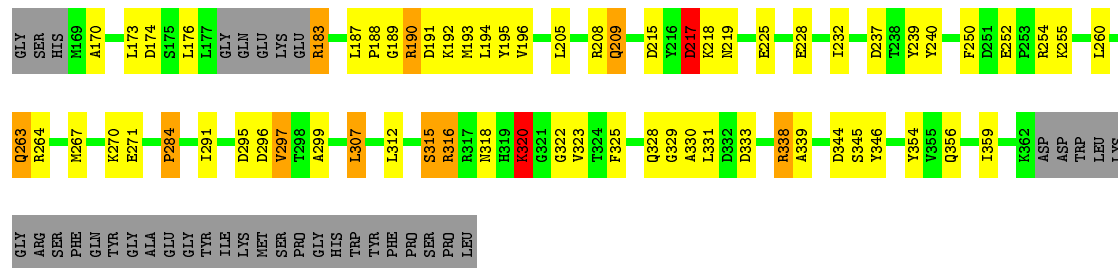 GLY SER HIS M169 A170 L173 D174 S175 L176 L177 GLY GLN GLU LYS GLU R183 L187 P188 G189 R190 D191 K192 M193 L194 Y195 V196 L205 R208 Q209 D215 Y216 D217 K218 N219 E225 E228 I232 D237 T238 Y239 Y240 F250 D251 E252 P253 R254 K255 L260
Q263 R264 M267 K270 E271 P284 I291 D295 D296 V297 T298 A299 L307 L312 S315 R316 R317 N318 H319 K320 G321 G322 V323 T324 F325 Q328 G329 A330 L331 D332 D333 R338 A339 D344 S345 Y346 Y354 V355 Q356 I359 K362 ASP ASP TRP LEU LYS
GLY ARG SER PHE GLN TYR GLY ALA GLU GLY TYR ILE LYS MET SER PRO GLY HIS TRP TYR PHE PRO SER PRO LEU